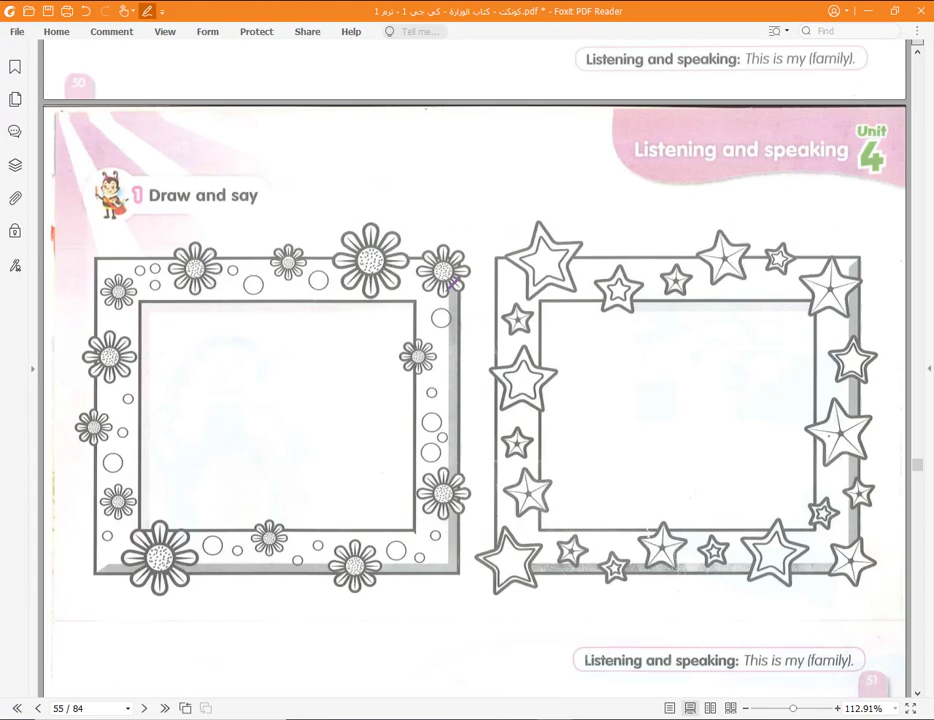 كونكت - كتاب الوزارة - كى جى 1 - ترم 1.pdf * - Foxit PDF Reader
File Home Comment View Form Protect Share Help Tell me... Find
50
Listening and speaking: This is my (family).
Unit
Listening and speaking 4
1 Draw and say
Listening and speaking: This is my (family).
51
55 / 84
112.91%